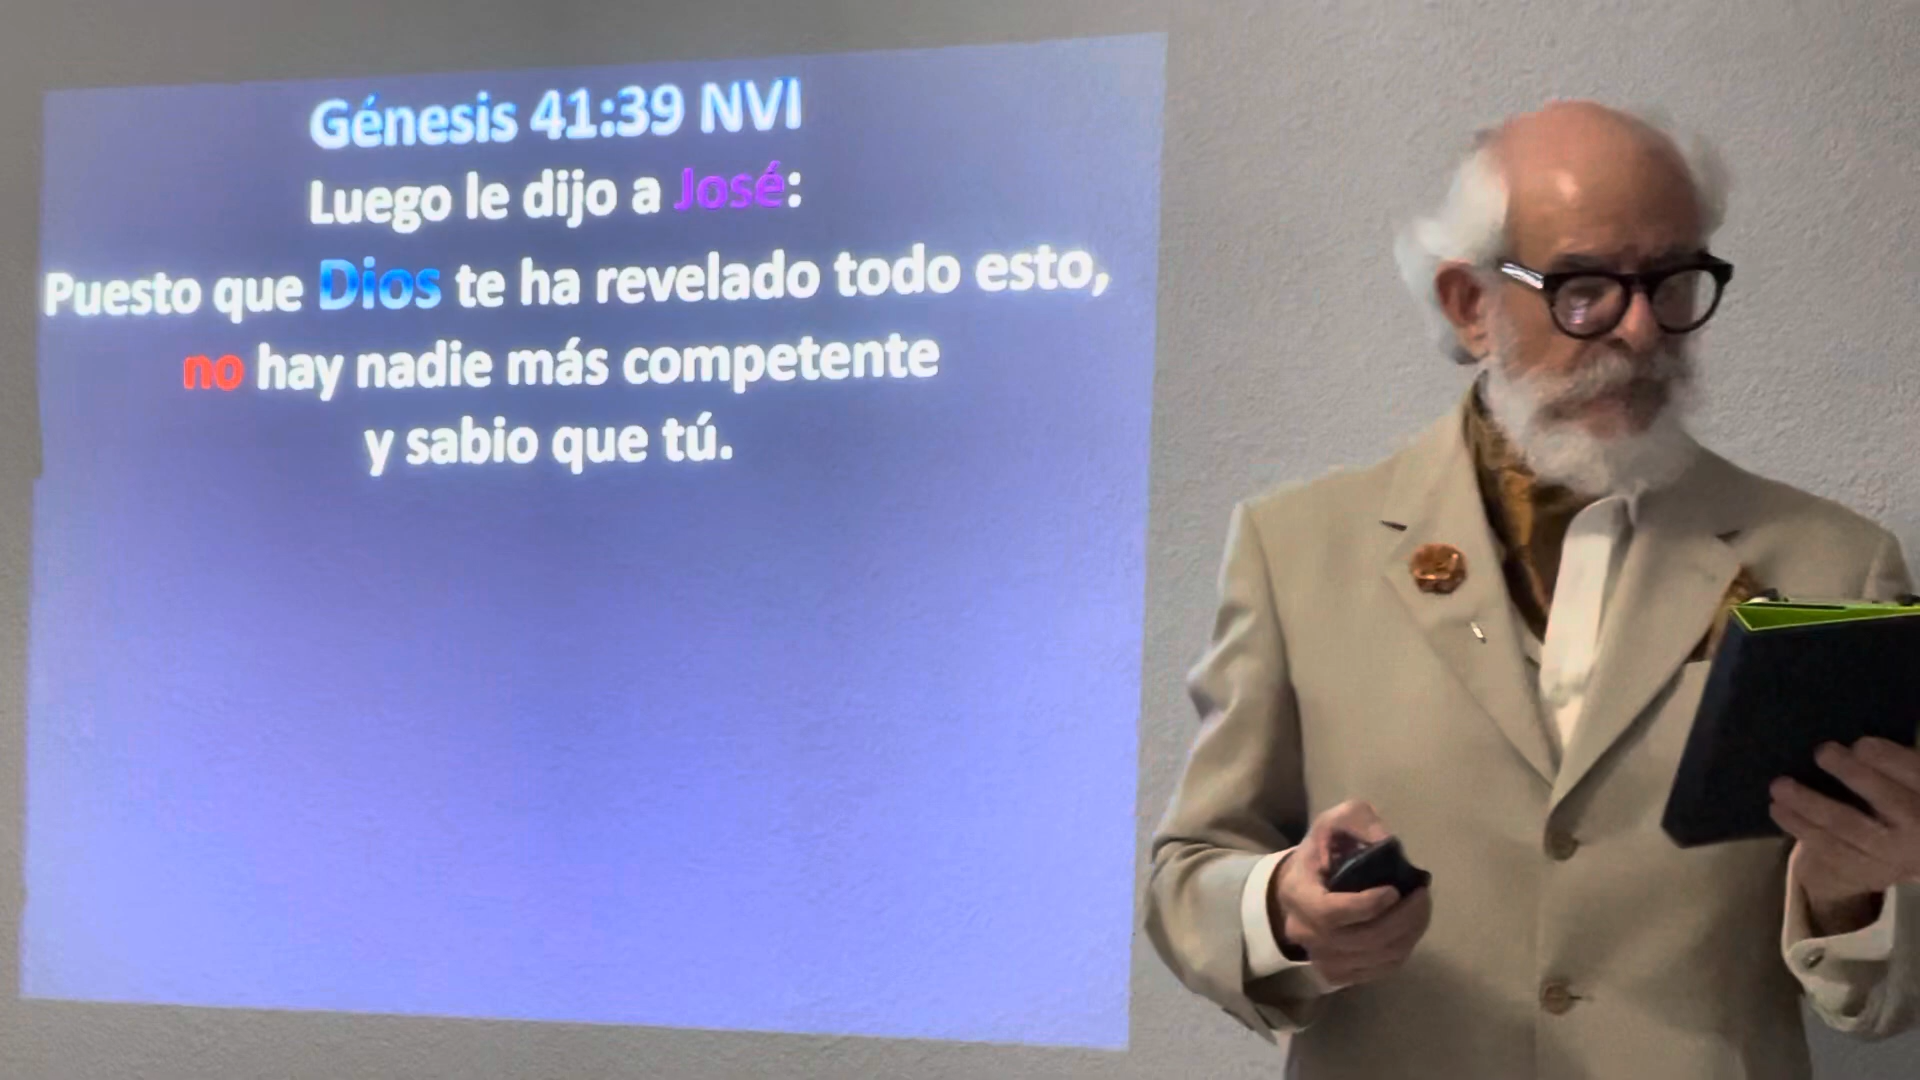 Génesis 41:39 NVI
Luego le dijo a José:
Puesto que Dios te ha revelado todo esto,
no hay nadie más competente
y sabio que tú.